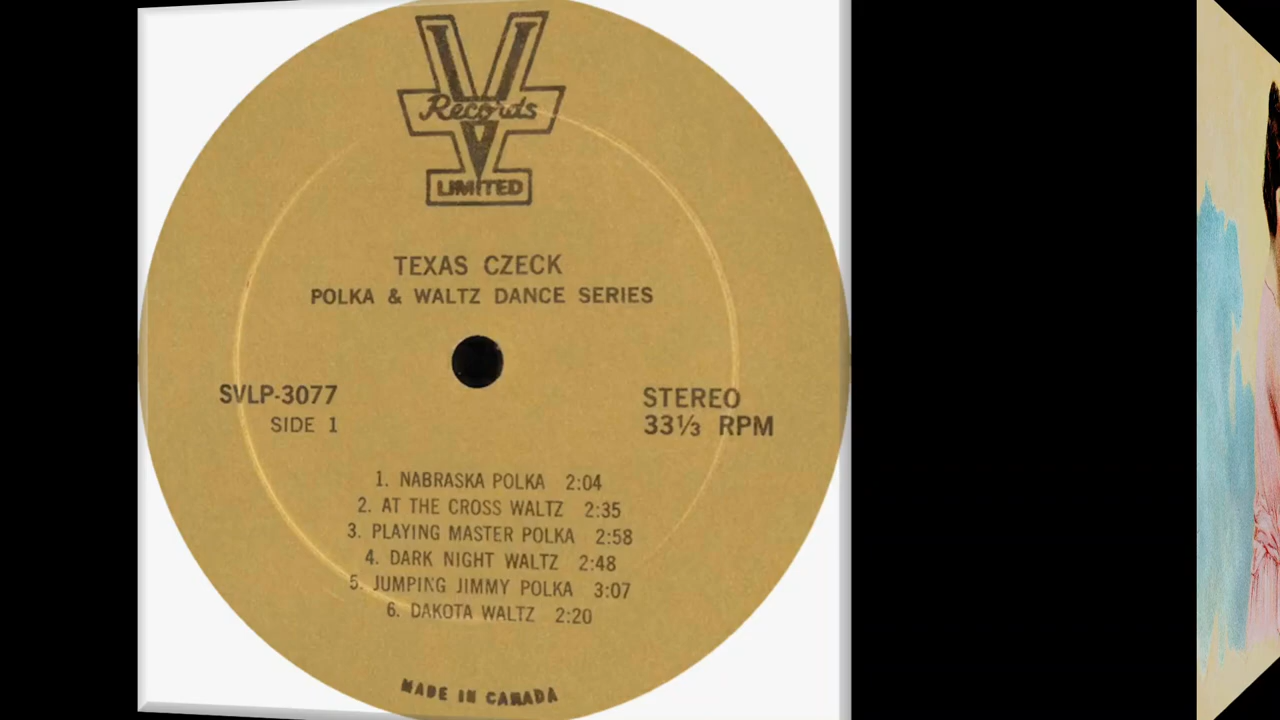 V
Records
LIMITED
TEXAS CZECK
POLKA & WALTZ DANCE SERIES
SVLP-3077
SIDE 1
STEREO
33⅓ RPM
1. NABRASKA POLKA 2:04
2. AT THE CROSS WALTZ 2:35
3. PLAYING MASTER POLKA 2:58
4. DARK NIGHT WALTZ 2:48
5. JUMPING JIMMY POLKA 3:07
6. DAKOTA WALTZ 2:20
MADE IN CANADA